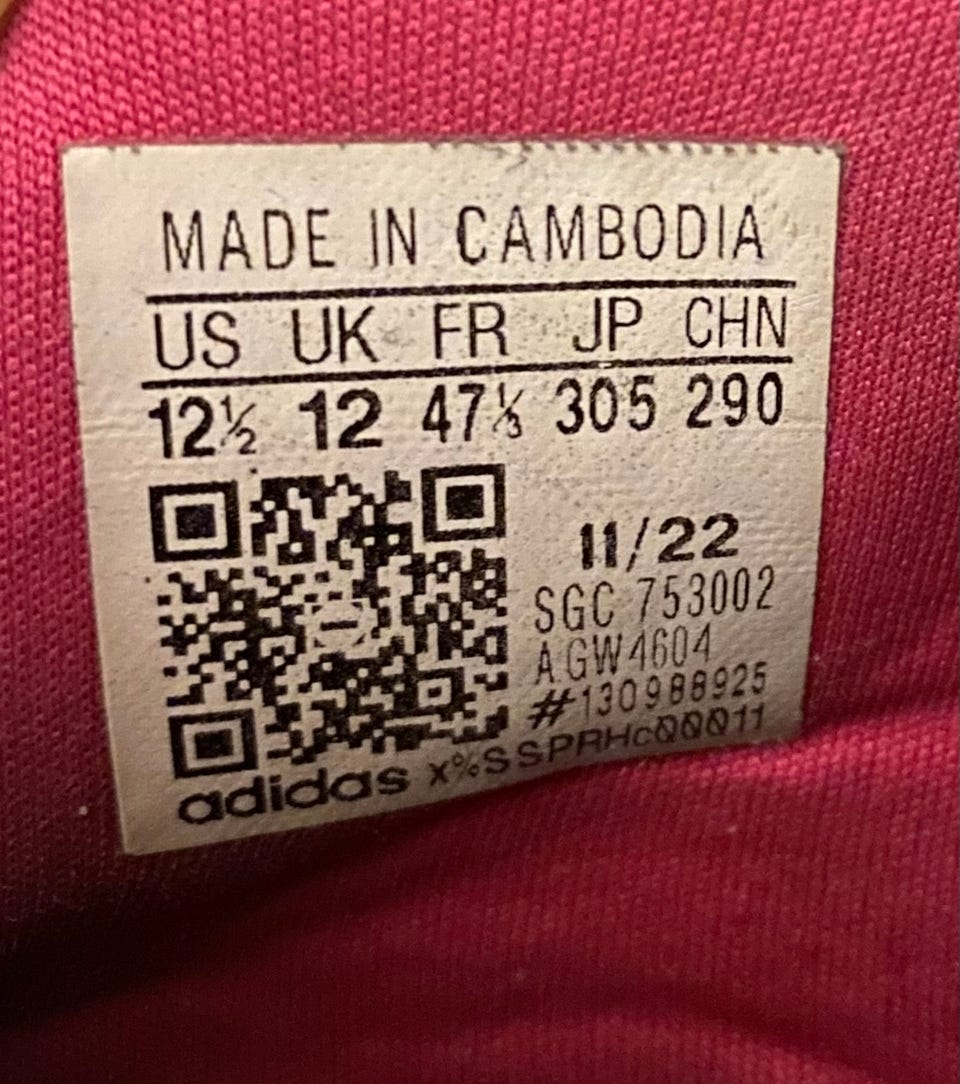 MADE IN CAMBODIA
US UK FR JP CHN
12½ 12 47⅓ 305 290
11/22
SGC 753002
A.GW4604
#130988925
adidas x%SSPRHcQQQ11